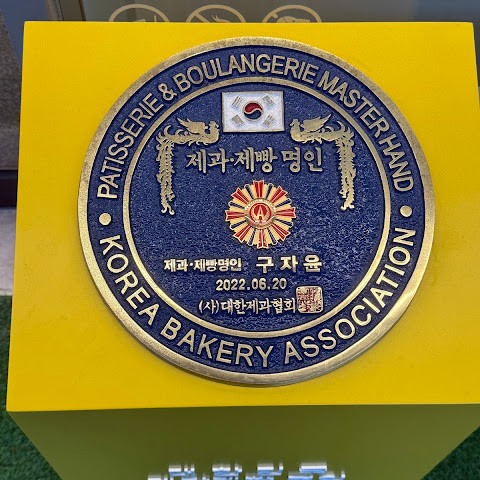 PATISSERIE & BOULANGERIE MASTER HAND
제과·제빵 명인
제과·제빵명인 구자윤
2022.06.20
(사)대한제과협회
KOREA BAKERY ASSOCIATION